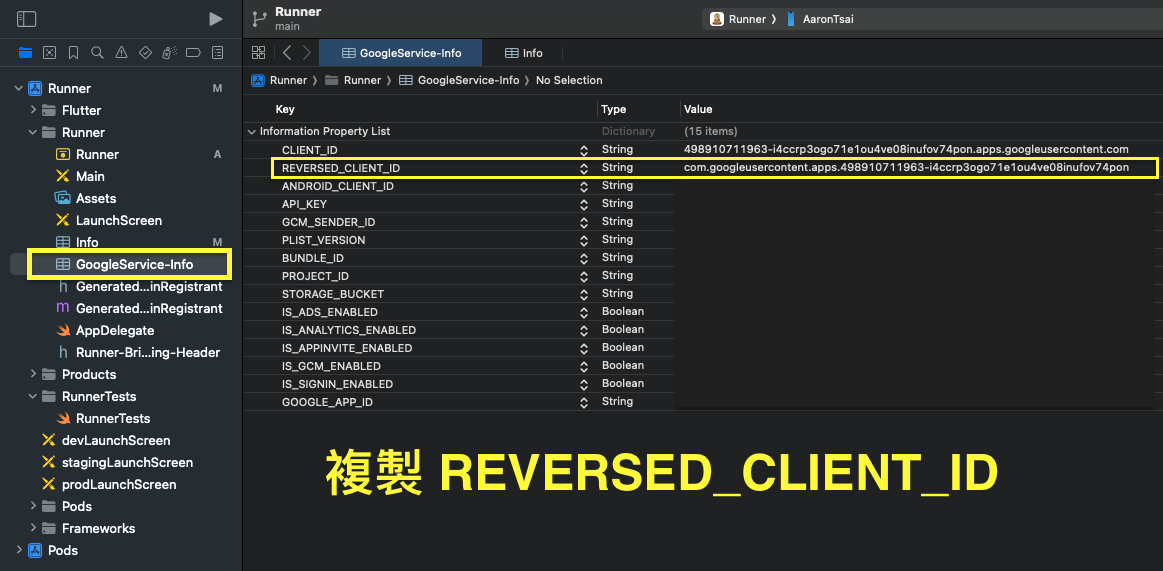 Runner
main
Runner
AaronTsai
GoogleService-Info
Info
Runner
Runner
GoogleService-Info
No Selection
Runner M
Flutter
Runner
Runner A
Main
Assets
LaunchScreen
Info M
GoogleService-Info
h Generated...inRegistrant
m Generated...inRegistrant
AppDelegate
h Runner-Bri...ing-Header
Products
RunnerTests
RunnerTests
devLaunchScreen
stagingLaunchScreen
prodLaunchScreen
Pods
Frameworks
Pods
Key Type Value
Information Property List Dictionary (15 items)
CLIENT_ID String 498910711963-i4ccrp3ogo71e1ou4ve08inufov74pon.apps.googleusercontent.com
REVERSED_CLIENT_ID String com.googleusercontent.apps.498910711963-i4ccrp3ogo71e1ou4ve08inufov74pon
ANDROID_CLIENT_ID String
API_KEY String
GCM_SENDER_ID String
PLIST_VERSION String
BUNDLE_ID String
PROJECT_ID String
STORAGE_BUCKET String
IS_ADS_ENABLED Boolean
IS_ANALYTICS_ENABLED Boolean
IS_APPINVITE_ENABLED Boolean
IS_GCM_ENABLED Boolean
IS_SIGNIN_ENABLED Boolean
GOOGLE_APP_ID String
複製 REVERSED_CLIENT_ID